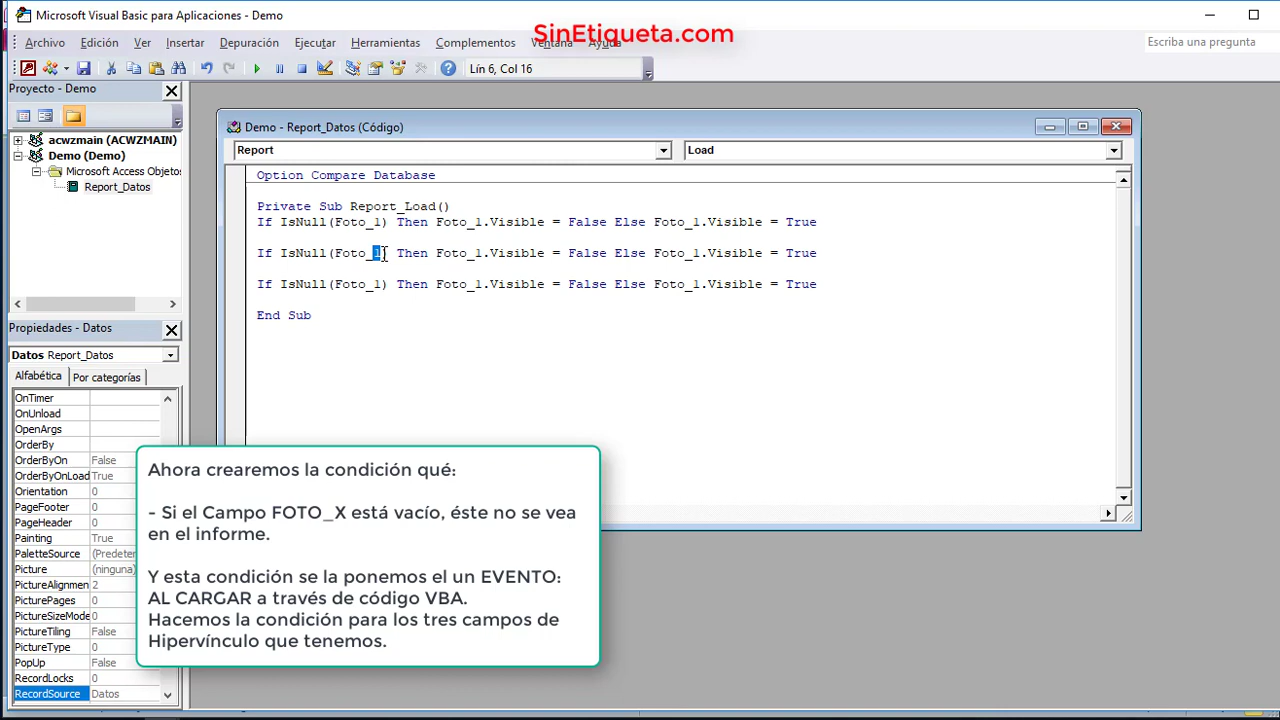 Microsoft Visual Basic para Aplicaciones - Demo
SinEtiqueta.com
Archivo Edición Ver Insertar Depuración Ejecutar Herramientas Complementos Ventana Ayuda
Escriba una pregunta
Lín 6, Col 16
Proyecto - Demo
acwzmain (ACWZMAIN)
Demo (Demo)
Microsoft Access Objetos
Report_Datos
Propiedades - Datos
Datos Report_Datos
Alfabética Por categorías
OnTimer
OnUnload
OpenArgs
OrderBy
OrderByOn False
OrderByOnLoad True
Orientation 0
PageFooter 0
PageHeader 0
Painting True
PaletteSource (Predeter
Picture (ninguna)
PictureAlignmen 2
PicturePages 0
PictureSizeMode 0
PictureTiling False
PictureType 0
PopUp False
RecordLocks 0
RecordSource Datos
Demo - Report_Datos (Código)
Report Load
Option Compare Database
Private Sub Report_Load()
If IsNull(Foto_1) Then Foto_1.Visible = False Else Foto_1.Visible = True
If IsNull(Foto_1) Then Foto_1.Visible = False Else Foto_1.Visible = True
If IsNull(Foto_1) Then Foto_1.Visible = False Else Foto_1.Visible = True
End Sub
Ahora crearemos la condición qué:
- Si el Campo FOTO_X está vacío, éste no se vea
en el informe.
Y esta condición se la ponemos el un EVENTO:
AL CARGAR a través de código VBA.
Hacemos la condición para los tres campos de
Hipervínculo que tenemos.